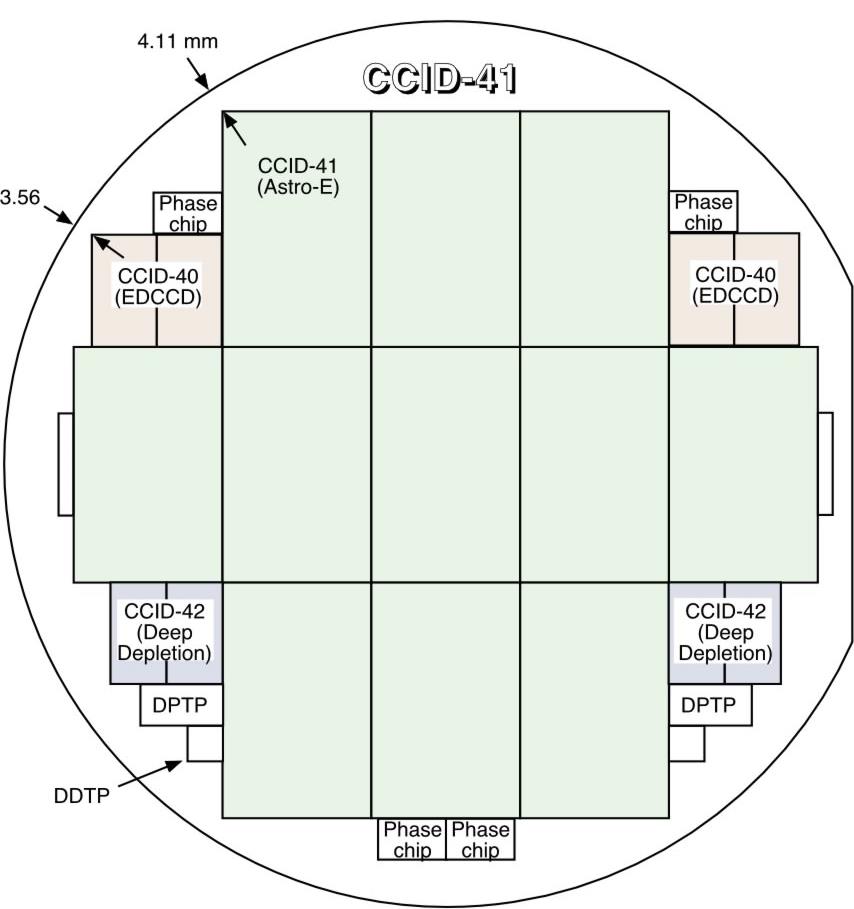 4.11 mm
CCID-41
CCID-41
(Astro-E)
3.56
Phase
chip
Phase
chip
CCID-40
(EDCCD)
CCID-40
(EDCCD)
CCID-42
(Deep
Depletion)
CCID-42
(Deep
Depletion)
DPTP
DPTP
DDTP
Phase
chip
Phase
chip